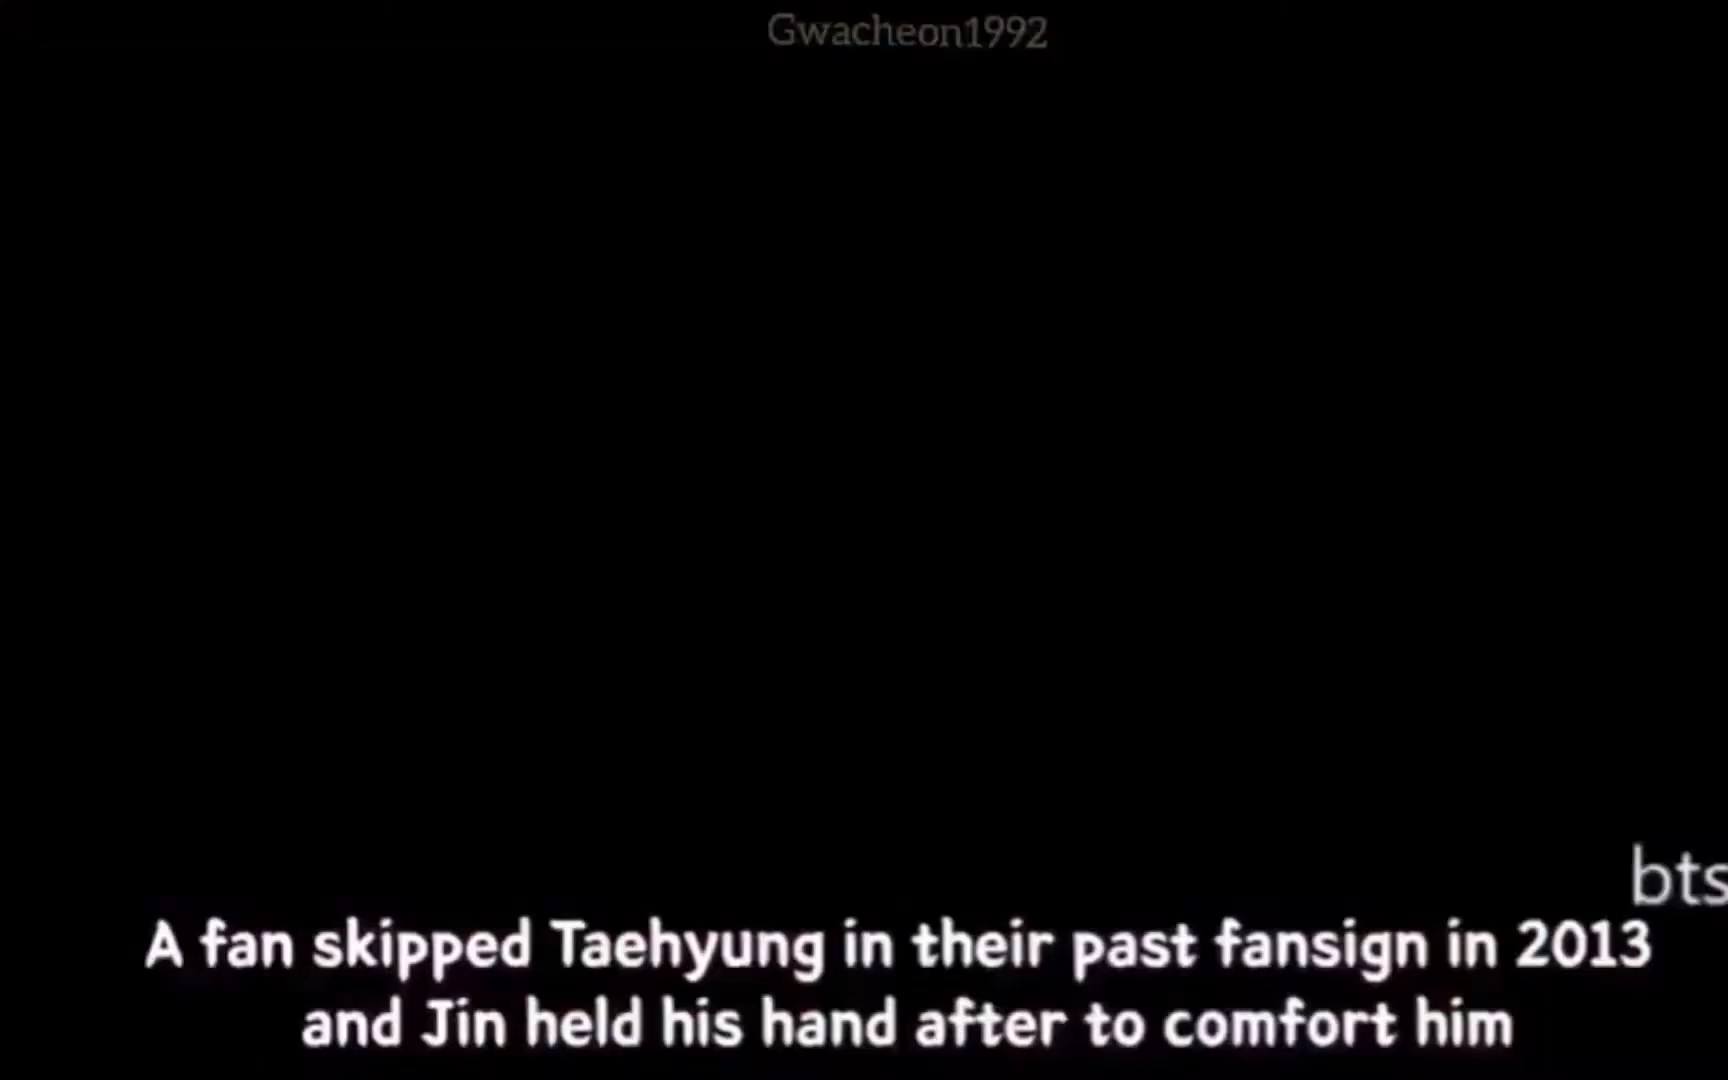 Gwacheon1992
bts
A fan skipped Taehyung in their past fansign in 2013
and Jin held his hand after to comfort him